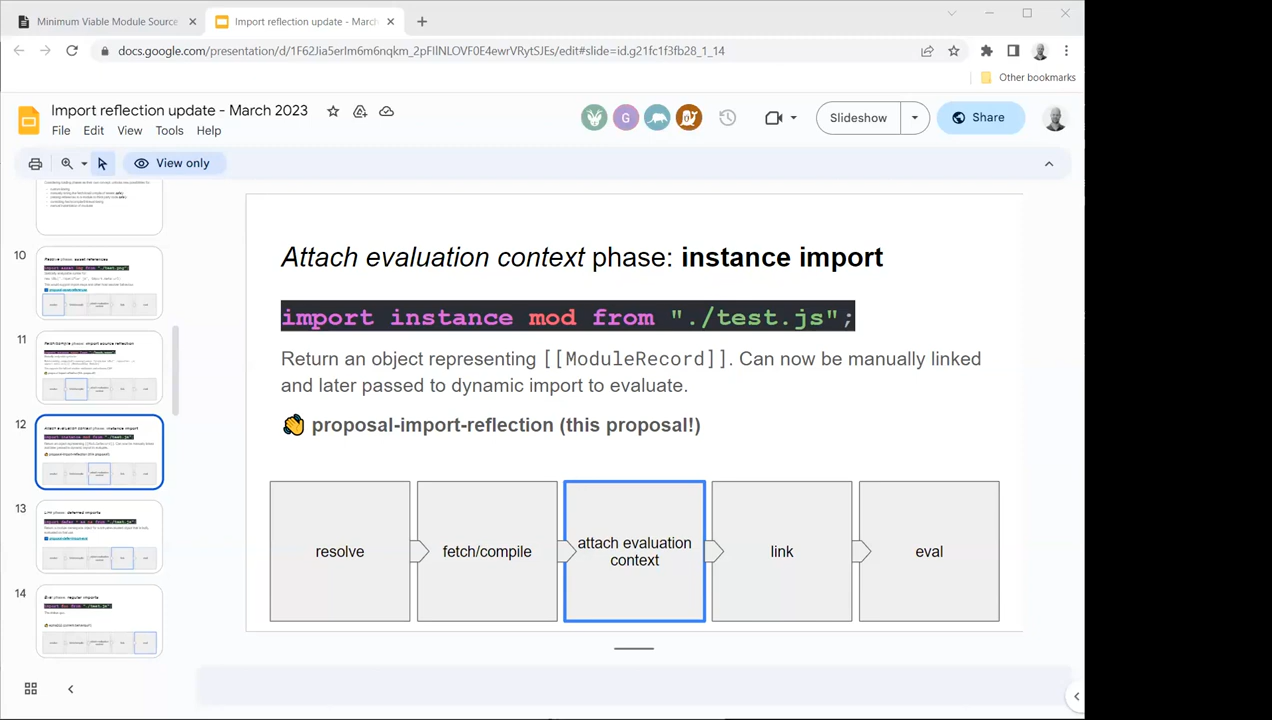 Minimum Viable Module Source
Import reflection update - March
docs.google.com/presentation/d/1F62Jia5erIm6m6nqkm_2pFIlNLOVF0E4ewrVRytSJEs/edit#slide=id.g21fc1f3fb28_1_14
Other bookmarks
Import reflection update - March 2023
File Edit View Tools Help
G
Slideshow
Share
View only
10
11
12
13
14
Attach evaluation context phase: instance import
import instance mod from "./test.js";
Return an object representing [[ModuleRecord]]. Can now be manually linked
and later passed to dynamic import to evaluate.
👏 proposal-import-reflection (this proposal!)
resolve
fetch/compile
attach evaluation
context
link
eval